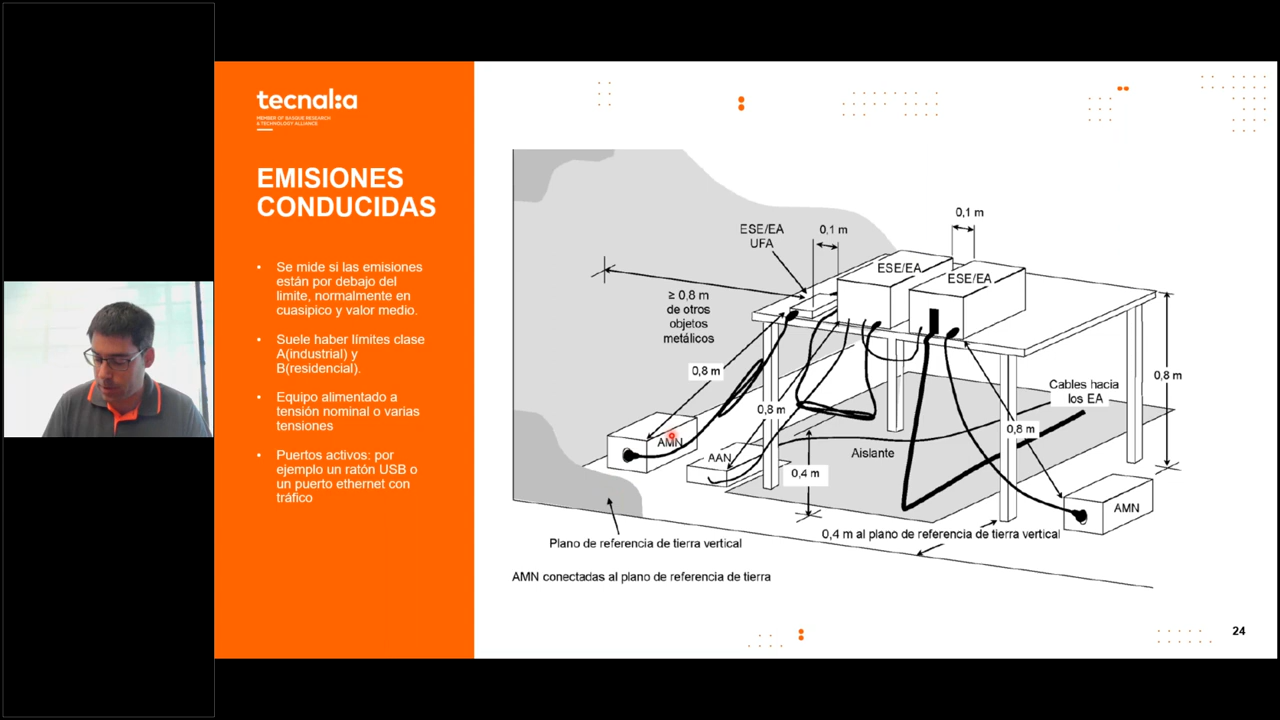 tecnal:a
MEMBER OF BASQUE RESEARCH
& TECHNOLOGY ALLIANCE
EMISIONES
CONDUCIDAS
• Se mide si las emisiones
están por debajo del
limite, normalmente en
cuasipico y valor medio.
• Suele haber límites clase
A(industrial) y
B(residencial).
• Equipo alimentado a
tensión nominal o varias
tensiones
• Puertos activos: por
ejemplo un ratón USB o
un puerto ethernet con
tráfico
0,1 m
ESE/EA
UFA
0,1 m
ESE/EA
ESE/EA
≥ 0,8 m
de otros
objetos
metálicos
0,8 m
0,8 m
Cables hacia
los EA
0,8 m
0,8 m
AMN
AAN
Aislante
0,4 m
AMN
0,4 m al plano de referencia de tierra vertical
Plano de referencia de tierra vertical
AMN conectadas al plano de referencia de tierra
24